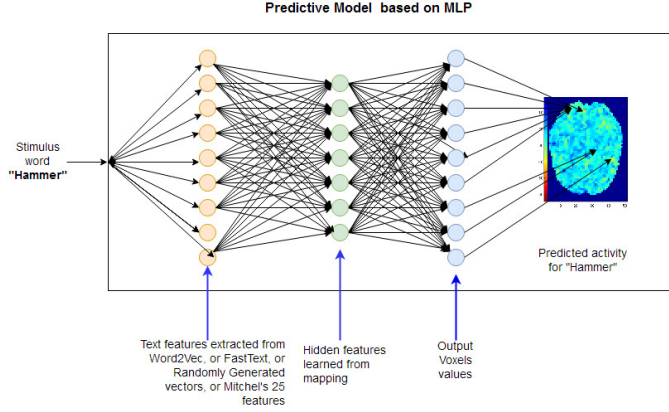 Predictive Model based on MLP
Stimulus
word
"Hammer"
Predicted activity
for "Hammer"
Text features extracted from
Word2Vec, or FastText, or
Randomly Generated
vectors, or Mitchel's 25
features
Hidden features
learned from
mapping
Output
Voxels
values